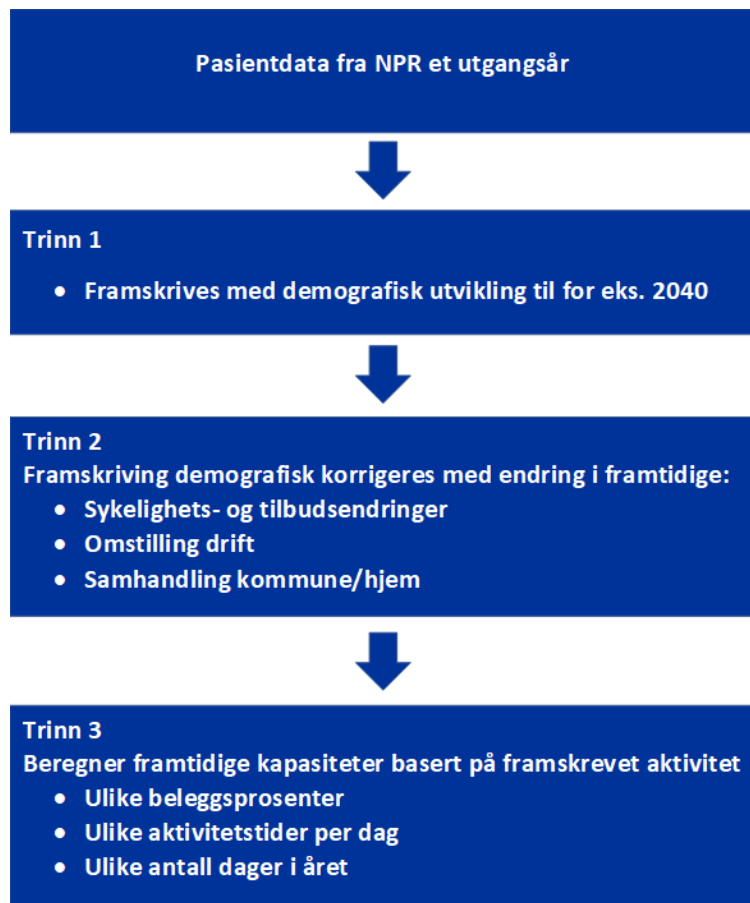 Pasientdata fra NPR et utgangsår
Trinn 1
• Framskrives med demografisk utvikling til for eks. 2040
Trinn 2
Framskriving demografisk korrigeres med endring i framtidige:
• Sykelighets- og tilbudsendringer
• Omstilling drift
• Samhandling kommune/hjem
Trinn 3
Beregner framtidige kapasiteter basert på framskrevet aktivitet
• Ulike beleggsprosenter
• Ulike aktivitetstider per dag
• Ulike antall dager i året